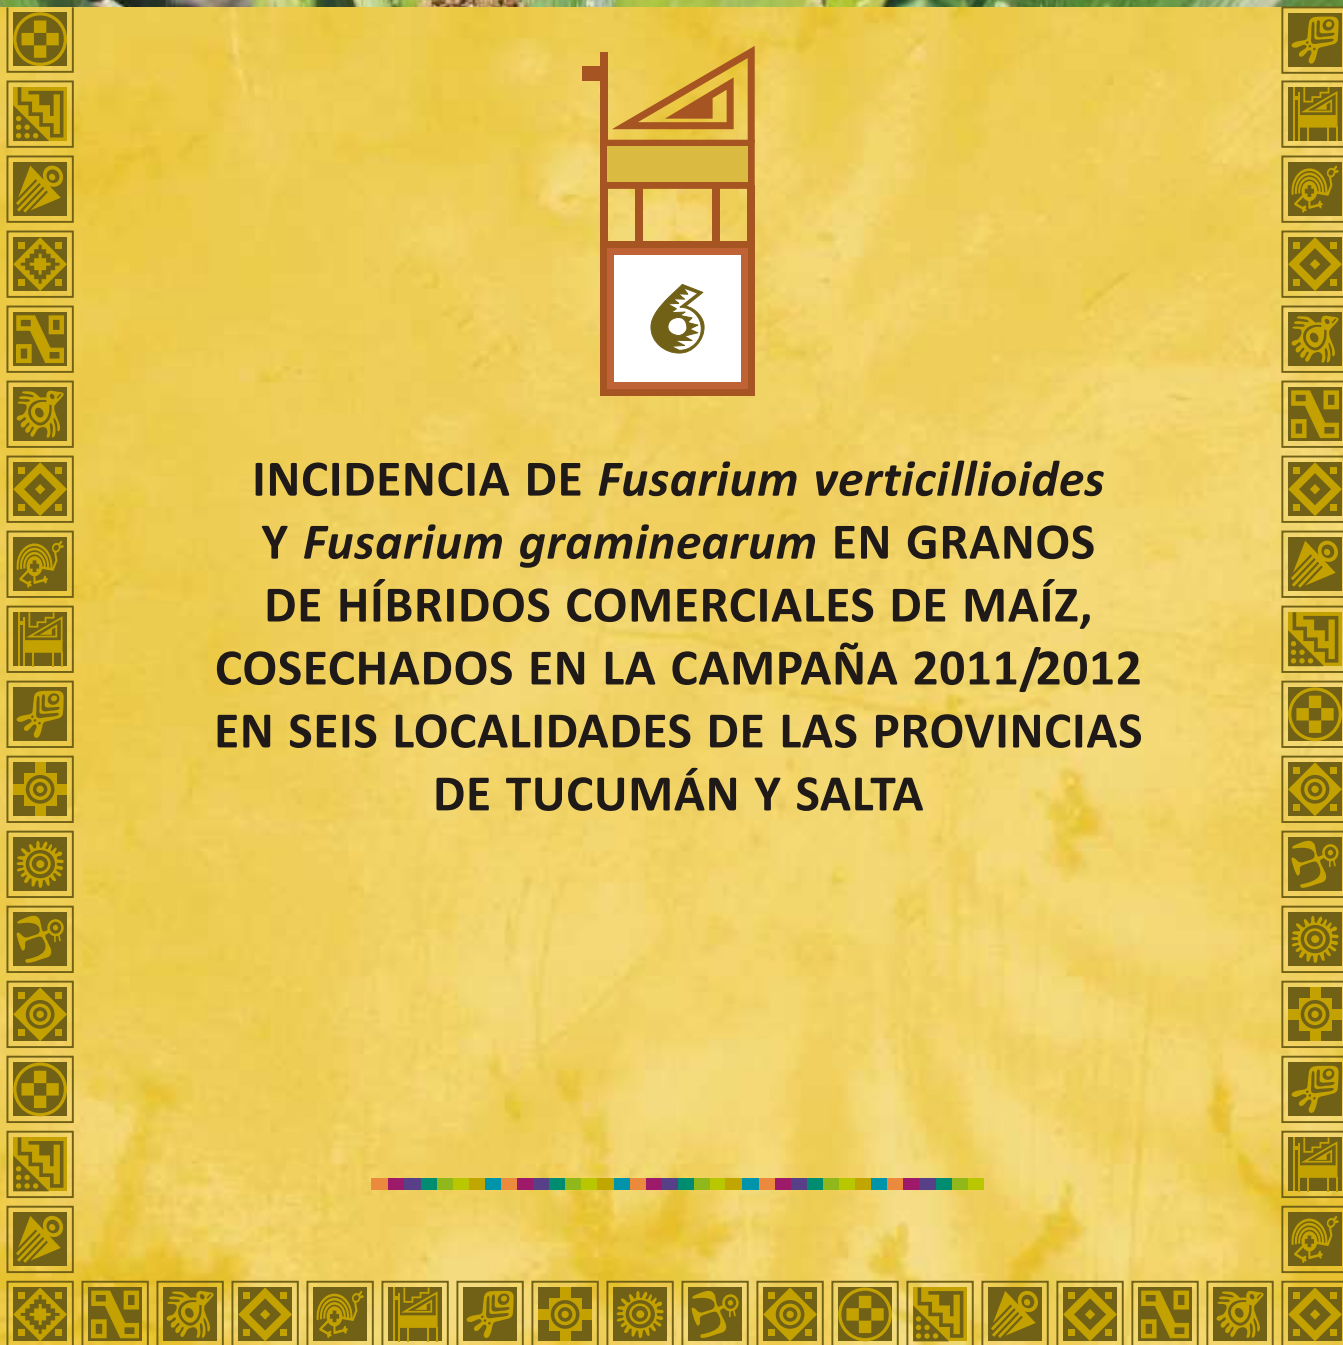 6
INCIDENCIA DE Fusarium verticillioides
Y Fusarium graminearum EN GRANOS
DE HÍBRIDOS COMERCIALES DE MAÍZ,
COSECHADOS EN LA CAMPAÑA 2011/2012
EN SEIS LOCALIDADES DE LAS PROVINCIAS
DE TUCUMÁN Y SALTA